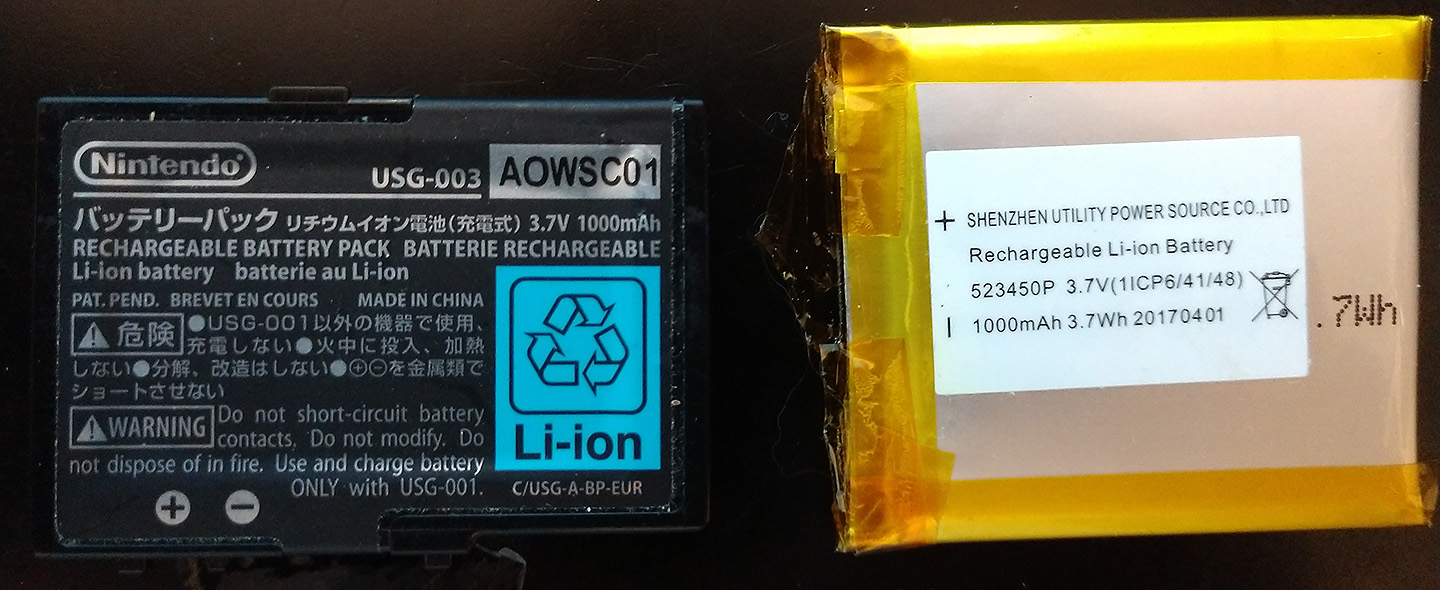 Nintendo®
USG-003 AOWSC01
バッテリーパック リチウムイオン電池(充電式) 3.7V 1000mAh
RECHARGEABLE BATTERY PACK BATTERIE RECHARGEABLE
Li-ion battery batterie au Li-ion
PAT. PEND. BREVET EN COURS MADE IN CHINA
危険 ●USG-001以外の機器で使用、
充電しない●火中に投入、加熱
しない●分解、改造はしない●⊕⊖を金属類で
ショートさせない
WARNING Do not short-circuit battery
contacts. Do not modify. Do
not dispose of in fire. Use and charge battery
ONLY with USG-001.
+ −
Li-ion
C/USG-A-BP-EUR
+ SHENZHEN UTILITY POWER SOURCE CO.,LTD
Rechargeable Li-ion Battery
523450P 3.7V(1ICP6/41/48)
− 1000mAh 3.7Wh 20170401
.7Wh